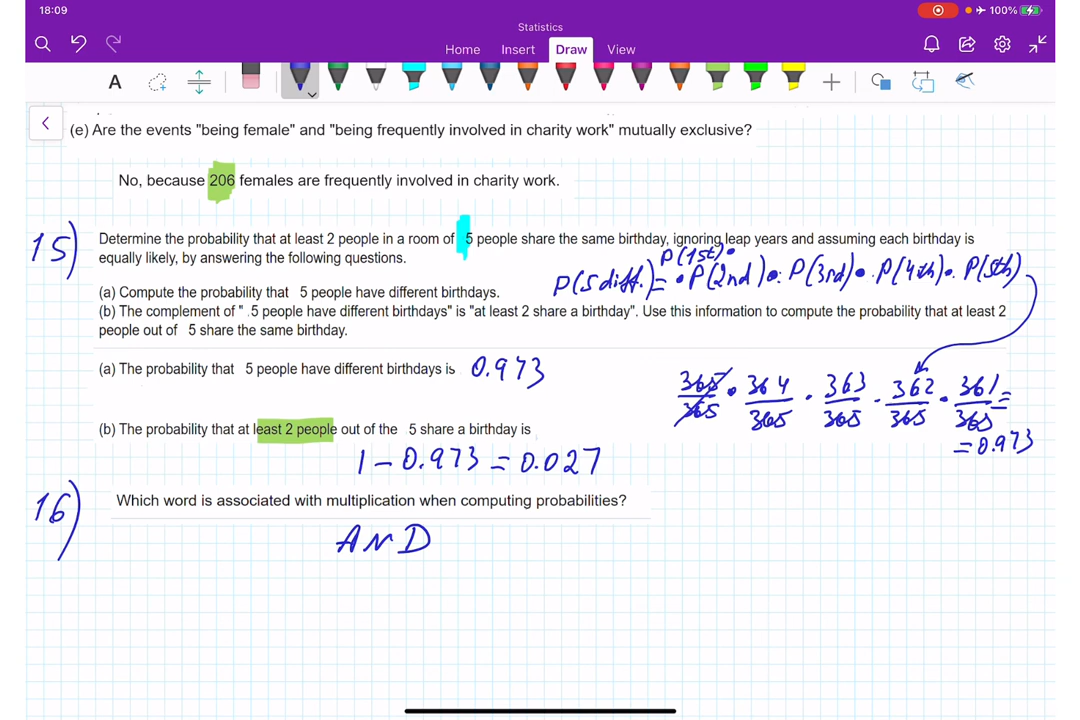 18:09
Statistics
100%
Home Insert Draw View
A
(e) Are the events "being female" and "being frequently involved in charity work" mutually exclusive?
No, because 206 females are frequently involved in charity work.
15)
Determine the probability that at least 2 people in a room of 5 people share the same birthday, ignoring leap years and assuming each birthday is
equally likely, by answering the following questions.
P(5 diff.) = P(1st) • P(2nd) • P(3rd) • P(4th) • P(5th)
(a) Compute the probability that 5 people have different birthdays.
(b) The complement of " 5 people have different birthdays" is "at least 2 share a birthday". Use this information to compute the probability that at least 2
people out of 5 share the same birthday.
(a) The probability that 5 people have different birthdays is 0.973
365/365 • 364/365 • 363/365 • 362/365 • 361/365 =
= 0.973
(b) The probability that at least 2 people out of the 5 share a birthday is
1 - 0.973 = 0.027
16)
Which word is associated with multiplication when computing probabilities?
AND